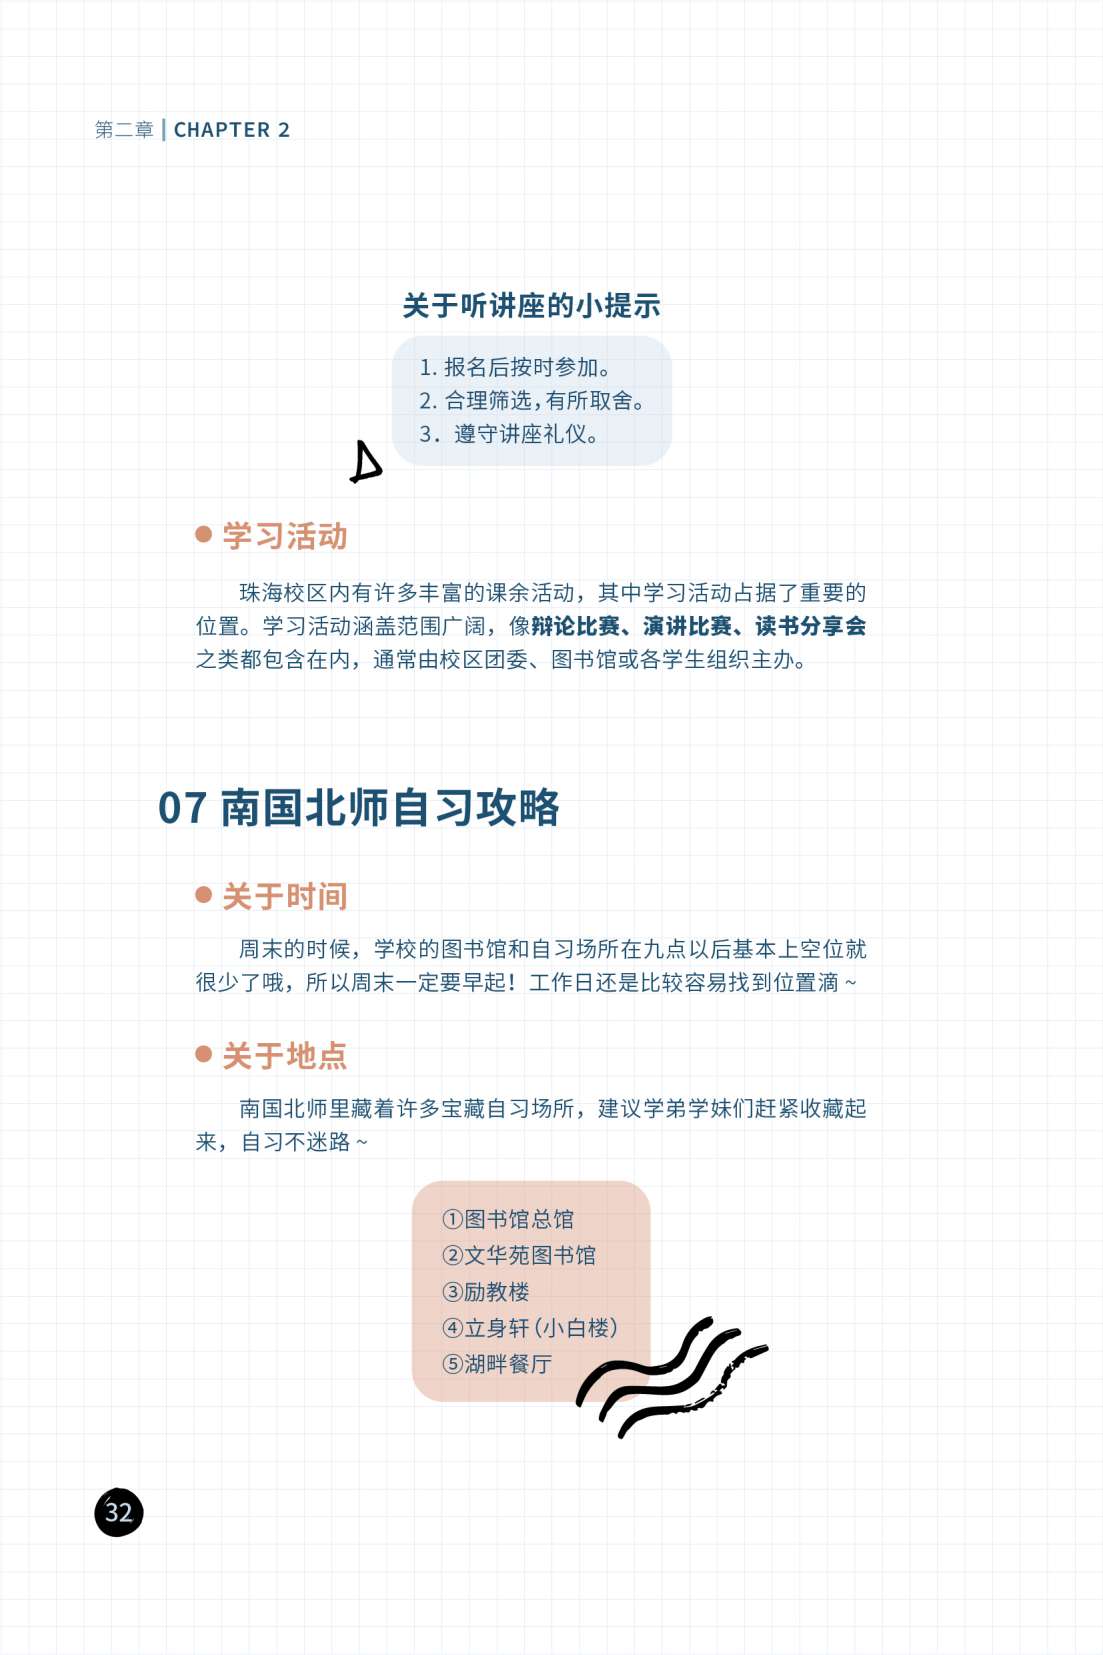 第二章 | CHAPTER 2
关于听讲座的小提示
1. 报名后按时参加。
2. 合理筛选，有所取舍。
3. 遵守讲座礼仪。
学习活动
珠海校区内有许多丰富的课余活动，其中学习活动占据了重要的
位置。学习活动涵盖范围广阔，像辩论比赛、演讲比赛、读书分享会
之类都包含在内，通常由校区团委、图书馆或各学生组织主办。
07 南国北师自习攻略
关于时间
周末的时候，学校的图书馆和自习场所在九点以后基本上空位就
很少了哦，所以周末一定要早起！工作日还是比较容易找到位置滴 ~
关于地点
南国北师里藏着许多宝藏自习场所，建议学弟学妹们赶紧收藏起
来，自习不迷路 ~
①图书馆总馆
②文华苑图书馆
③励教楼
④立身轩（小白楼）
⑤湖畔餐厅
32